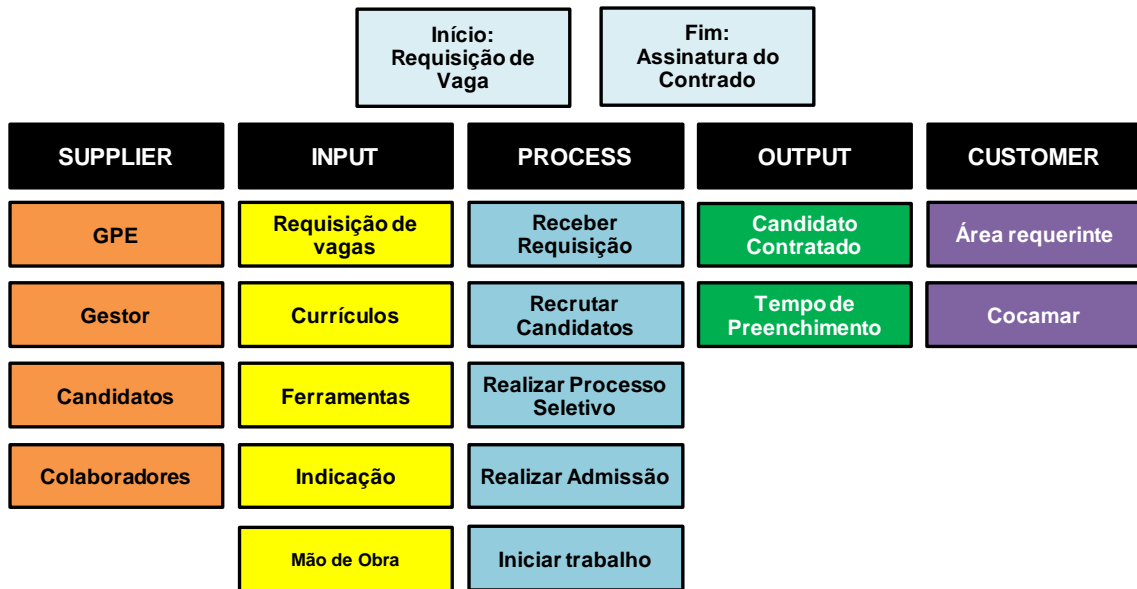 Início:
Requisição de
Vaga
Fim:
Assinatura do
Contrado
SUPPLIER
INPUT
PROCESS
OUTPUT
CUSTOMER
GPE
Requisição de
vagas
Receber
Requisição
Candidato
Contratado
Área requerinte
Gestor
Currículos
Recrutar
Candidatos
Tempo de
Preenchimento
Cocamar
Candidatos
Ferramentas
Realizar Processo
Seletivo
Colaboradores
Indicação
Realizar Admissão
Mão de Obra
Iniciar trabalho